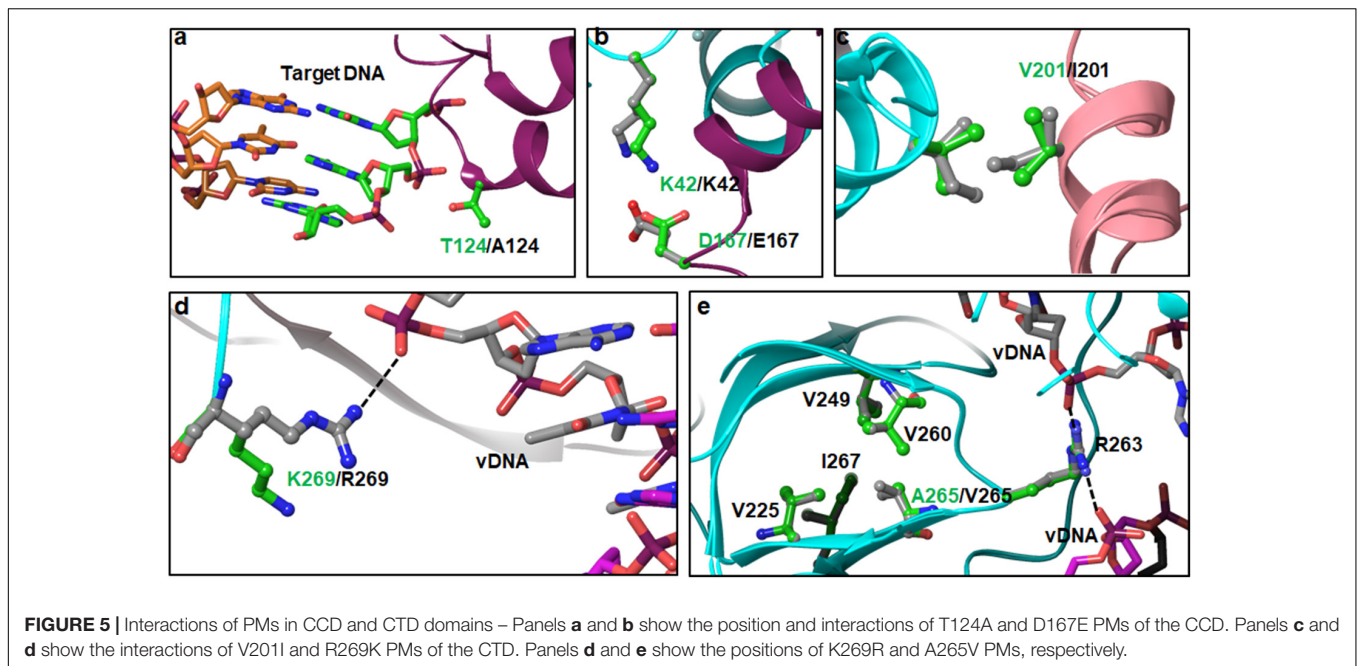 a
Target DNA
T124/A124
b
K42/K42
D167/E167
c
V201/I201
d
K269/R269
vDNA
e
vDNA
V249
V260
R263
I267
A265/V265
V225
vDNA
FIGURE 5 | Interactions of PMs in CCD and CTD domains – Panels a and b show the position and interactions of T124A and D167E PMs of the CCD. Panels c and
d show the interactions of V201I and R269K PMs of the CTD. Panels d and e show the positions of K269R and A265V PMs, respectively.